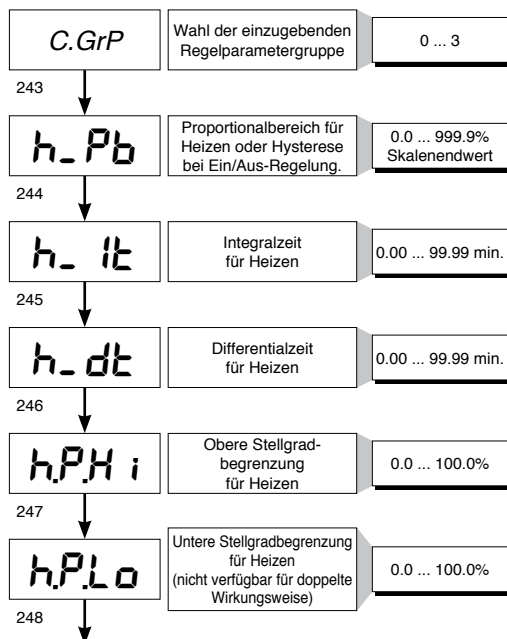 C.GrP
Wahl der einzugebenden
Regelparametergruppe
0 ... 3
243
h_Pb
Proportionalbereich für
Heizen oder Hysterese
bei Ein/Aus-Regelung.
0.0 ... 999.9%
Skalenendwert
244
h_ It
Integralzeit
für Heizen
0.00 ... 99.99 min.
245
h_dt
Differentialzeit
für Heizen
0.00 ... 99.99 min.
246
h.P.H i
Obere Stellgrad-
begrenzung
für Heizen
0.0 ... 100.0%
247
h.P.Lo
Untere Stellgradbegrenzung
für Heizen
(nicht verfügbar für doppelte
Wirkungsweise)
0.0 ... 100.0%
248